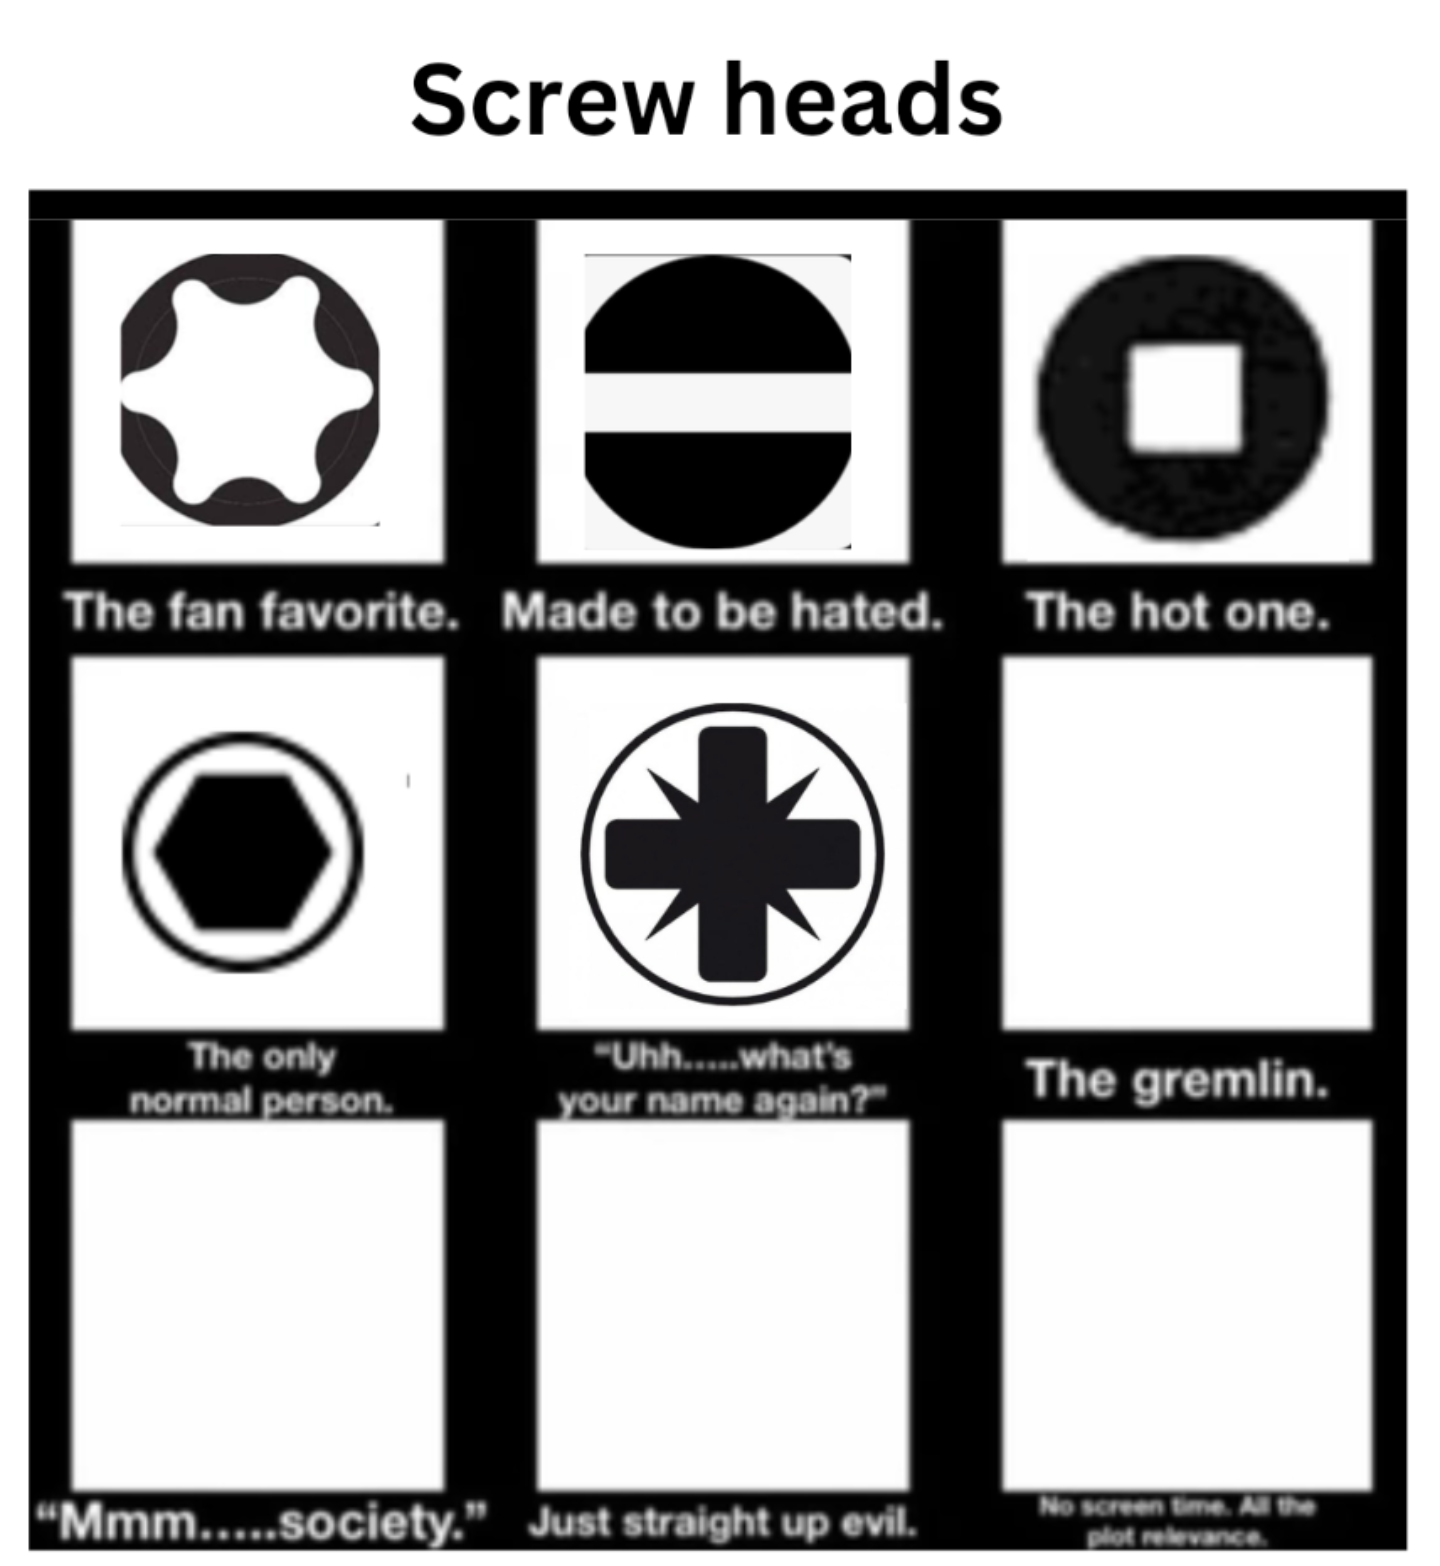 Screw heads
The fan favorite.
Made to be hated.
The hot one.
The only
normal person.
“Uhh.....what's
your name again?”
The gremlin.
“Mmm.....society.”
Just straight up evil.
No screen time. All the
plot relevance.